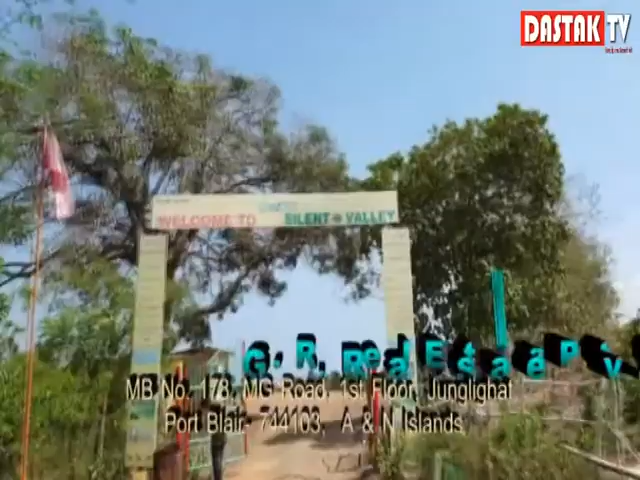 DASTAK TV
WELCOME TO SILENT VALLEY
G. R. Real Estate Pv
MB No. 178, MG Road, 1st Floor, Junglighat
Port Blair- 744103, A & N Islands